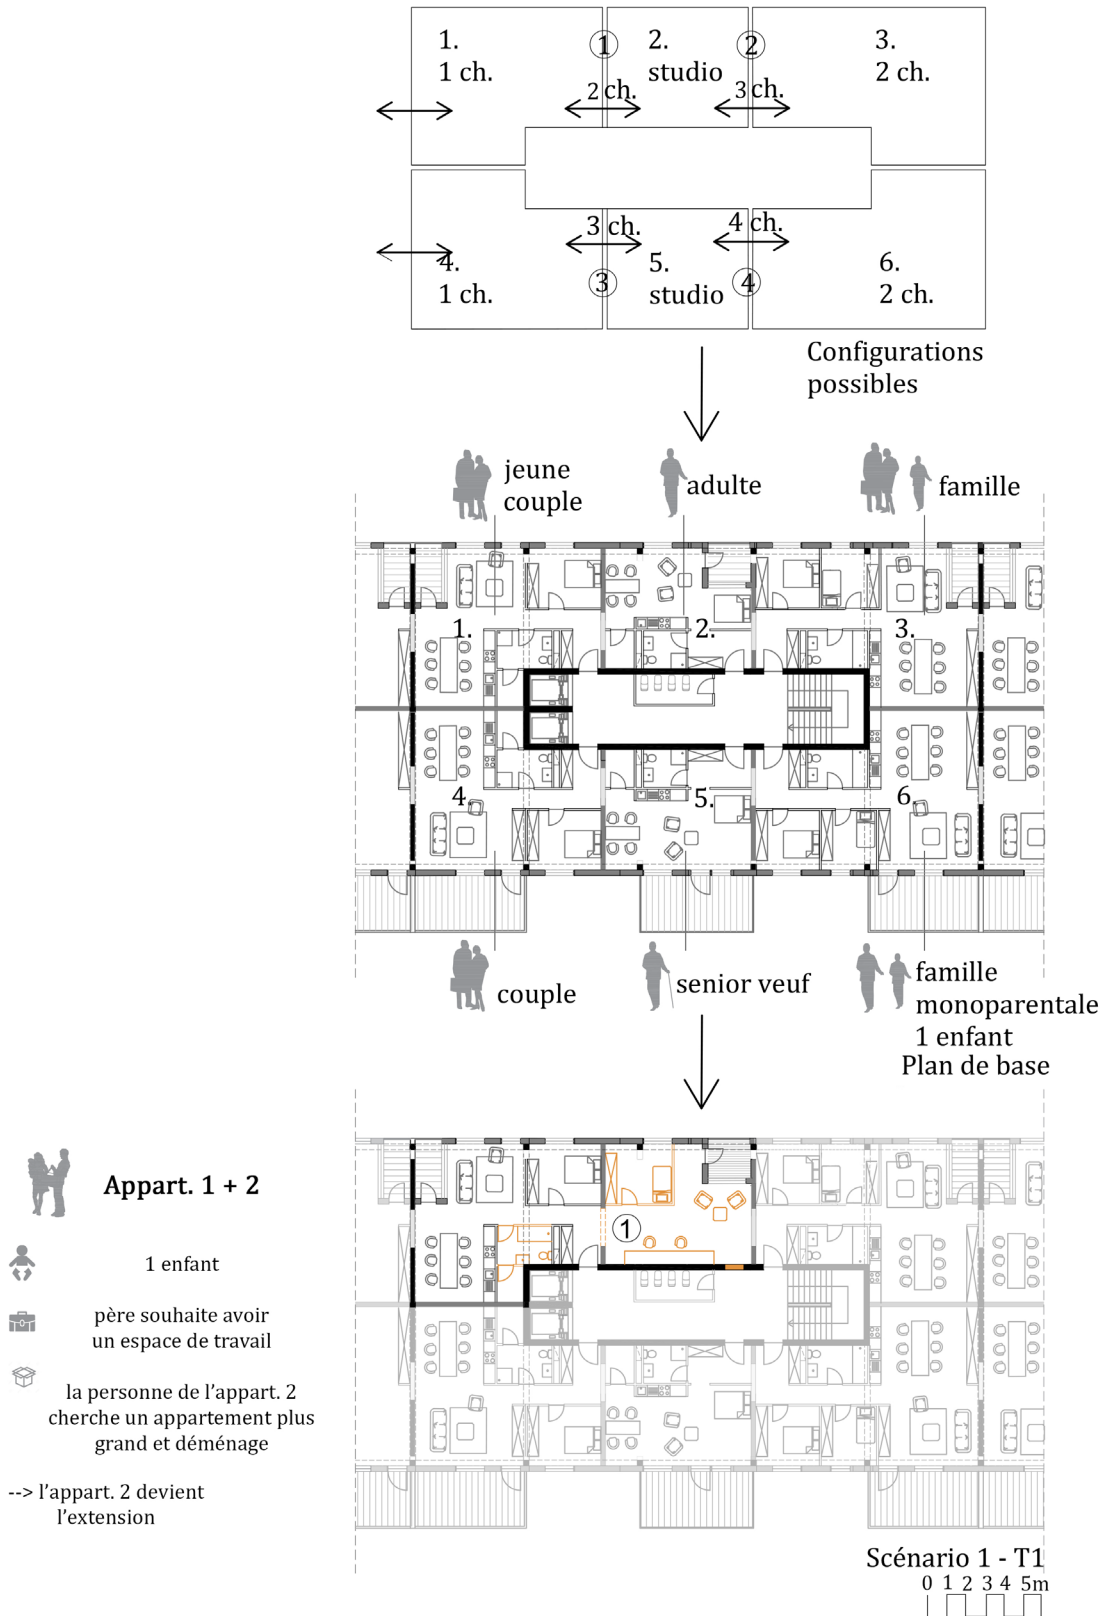 1.
1 ch.
1
2.
studio
2
3.
2 ch.
2 ch.
3 ch.
3 ch.
4 ch.
4.
1 ch.
3
5.
studio
4
6.
2 ch.
Configurations
possibles
jeune
couple
adulte
famille
1.
2.
3.
4.
5.
6.
couple
senior veuf
famille
monoparentale
1 enfant
Plan de base
Appart. 1 + 2
1
1 enfant
père souhaite avoir
un espace de travail
la personne de l'appart. 2
cherche un appartement plus
grand et déménage
--> l'appart. 2 devient
l'extension
Scénario 1 - T1
0 1 2 3 4 5m